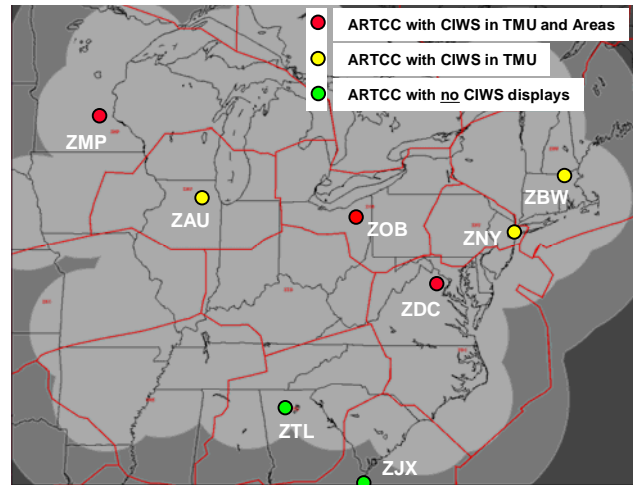 ARTCC with CIWS in TMU and Areas
ARTCC with CIWS in TMU
ARTCC with no CIWS displays
ZMP
ZBW
ZAU
ZOB
ZNY
ZDC
ZTL
ZJX